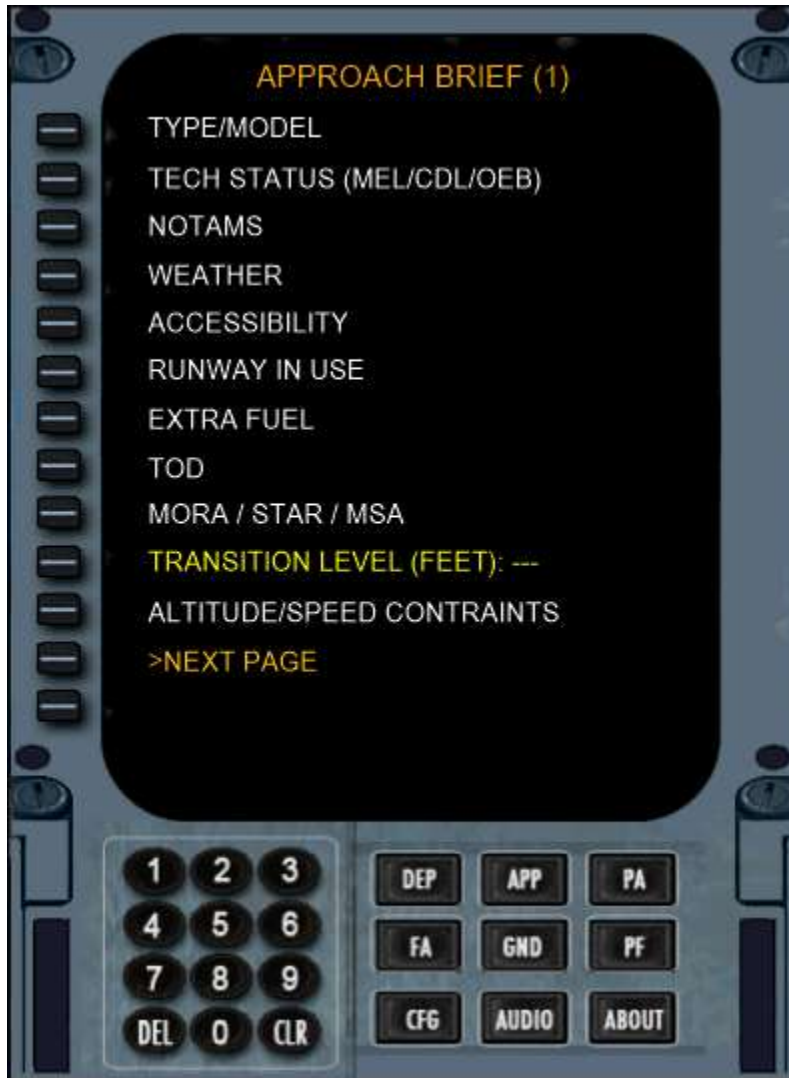 APPROACH BRIEF (1)
TYPE/MODEL
TECH STATUS (MEL/CDL/OEB)
NOTAMS
WEATHER
ACCESSIBILITY
RUNWAY IN USE
EXTRA FUEL
TOD
MORA / STAR / MSA
TRANSITION LEVEL (FEET): ---
ALTITUDE/SPEED CONTRAINTS
>NEXT PAGE
1 2 3 DEP APP PA
4 5 6 FA GND PF
7 8 9
DEL 0 CLR CFG AUDIO ABOUT